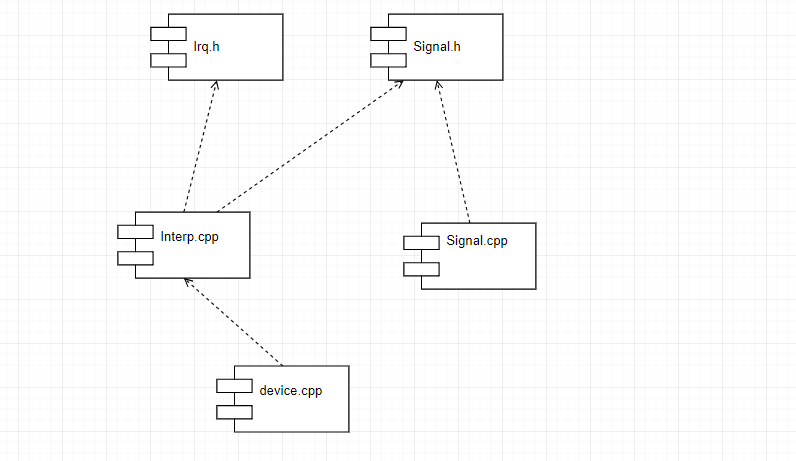 Irq.h
Signal.h
Interp.cpp
Signal.cpp
device.cpp